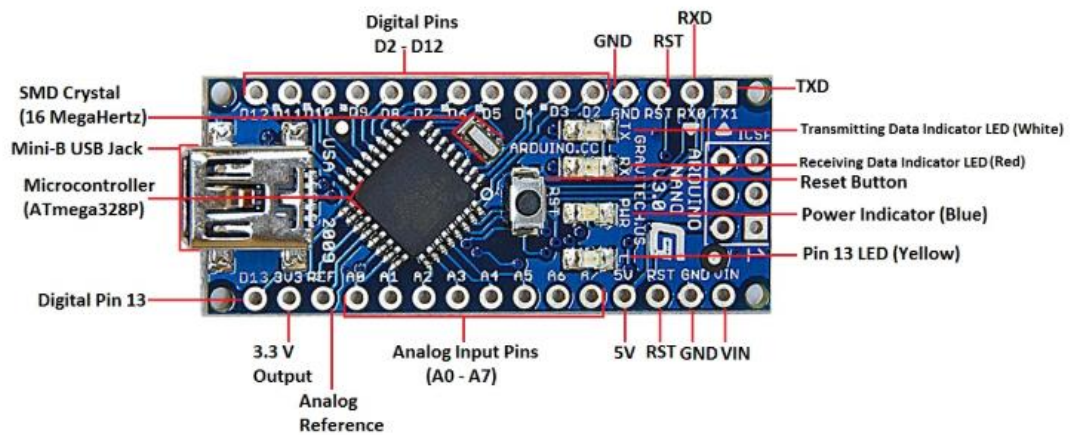 Digital Pins
D2 - D12
GND
RST
RXD
TXD
SMD Crystal
(16 MegaHertz)
Mini-B USB Jack
Microcontroller
(ATmega328P)
Digital Pin 13
D12 D11 D10 D9 D8 D7 D6 D5 D4 D3 D2 GND RST RX0 TX1
ICSP
TX
ARDUINO.CC
RX
RST
PWR
L
USA
2009
GRAVITECH.US
ARDUINO
NANO
V3.0
G
1
D13 3V3 REF A0 A1 A2 A3 A4 A5 A6 A7 5V RST GND VIN
Transmitting Data Indicator LED (White)
Receiving Data Indicator LED (Red)
Reset Button
Power Indicator (Blue)
Pin 13 LED (Yellow)
3.3 V
Output
Analog
Reference
Analog Input Pins
(A0 - A7)
5V
RST
GND
VIN